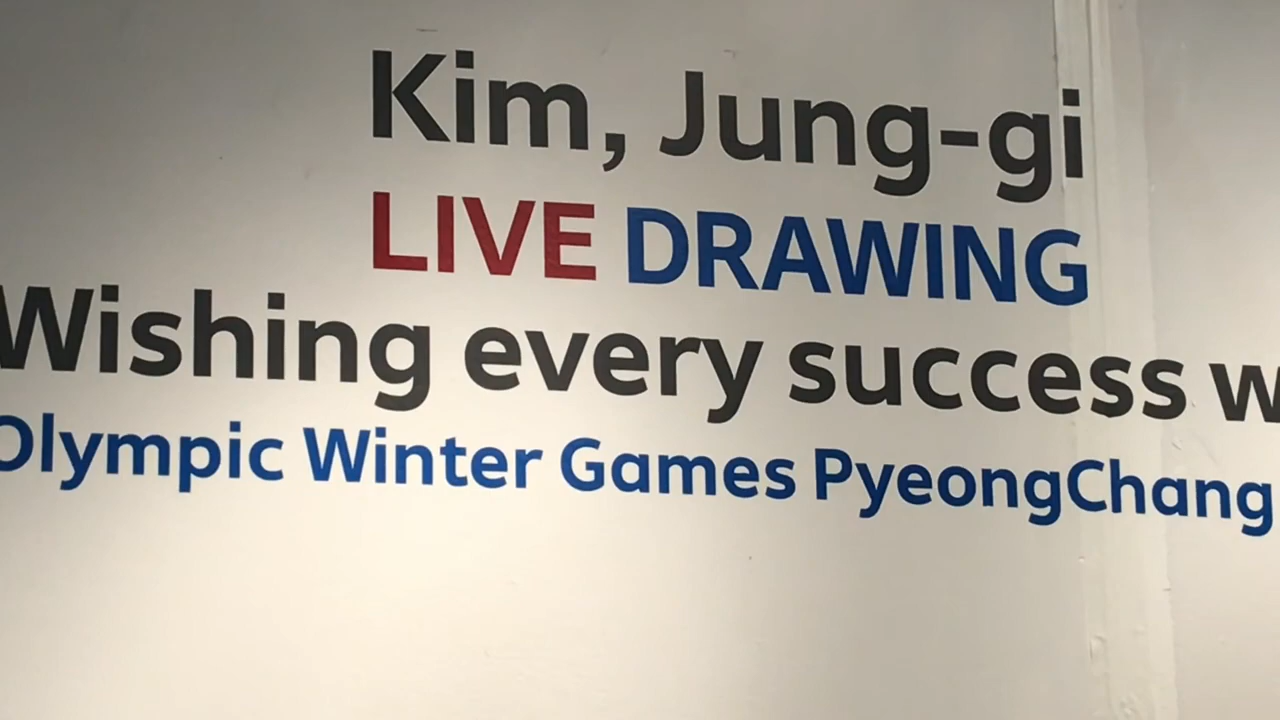 Kim, Jung-gi
LIVE DRAWING
Wishing every success
Olympic Winter Games PyeongChang